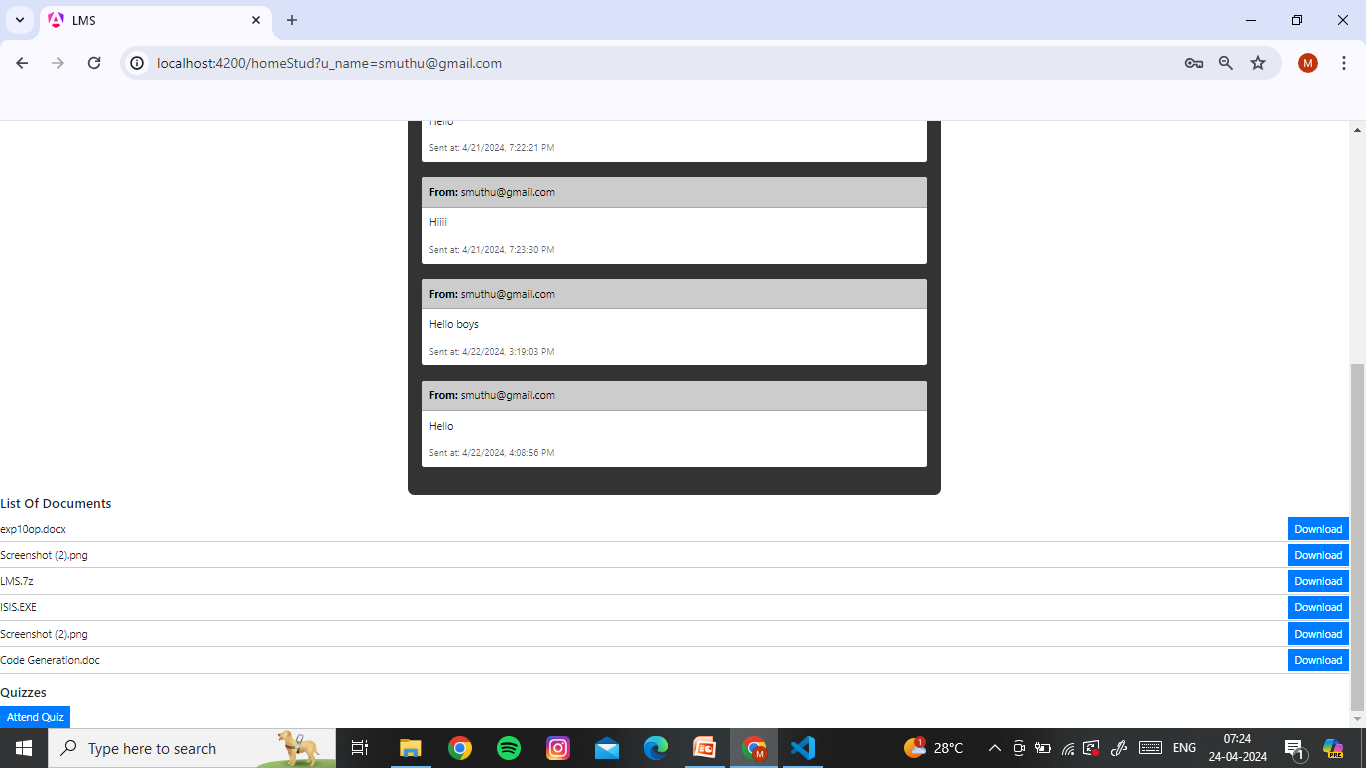 LMS
localhost:4200/homeStud?u_name=smuthu@gmail.com
M
Hello
Sent at: 4/21/2024, 7:22:21 PM
From: smuthu@gmail.com
Hiiii
Sent at: 4/21/2024, 7:23:30 PM
From: smuthu@gmail.com
Hello boys
Sent at: 4/22/2024, 3:19:03 PM
From: smuthu@gmail.com
Hello
Sent at: 4/22/2024, 4:08:56 PM
List Of Documents
exp10op.docx Download
Screenshot (2).png Download
LMS.7z Download
ISIS.EXE Download
Screenshot (2).png Download
Code Generation.doc Download
Quizzes
Attend Quiz
Type here to search
M
1
28°C
ENG
07:24
24-04-2024
1
PRE